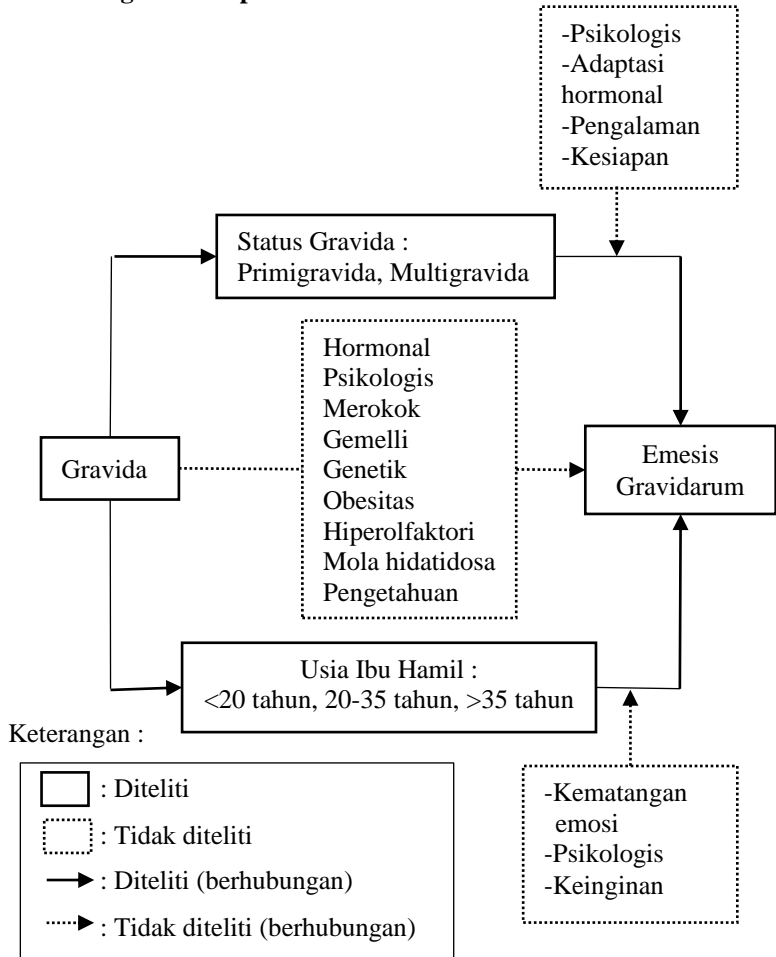 -Psikologis
-Adaptasi
hormonal
-Pengalaman
-Kesiapan
Status Gravida :
Primigravida, Multigravida
Hormonal
Psikologis
Merokok
Gemelli
Genetik
Obesitas
Hiperolfaktori
Mola hidatidosa
Pengetahuan
Gravida
Emesis
Gravidarum
Usia Ibu Hamil :
<20 tahun, 20-35 tahun, >35 tahun
-Kematangan
emosi
-Psikologis
-Keinginan
Keterangan :
: Diteliti
: Tidak diteliti
: Diteliti (berhubungan)
: Tidak diteliti (berhubungan)